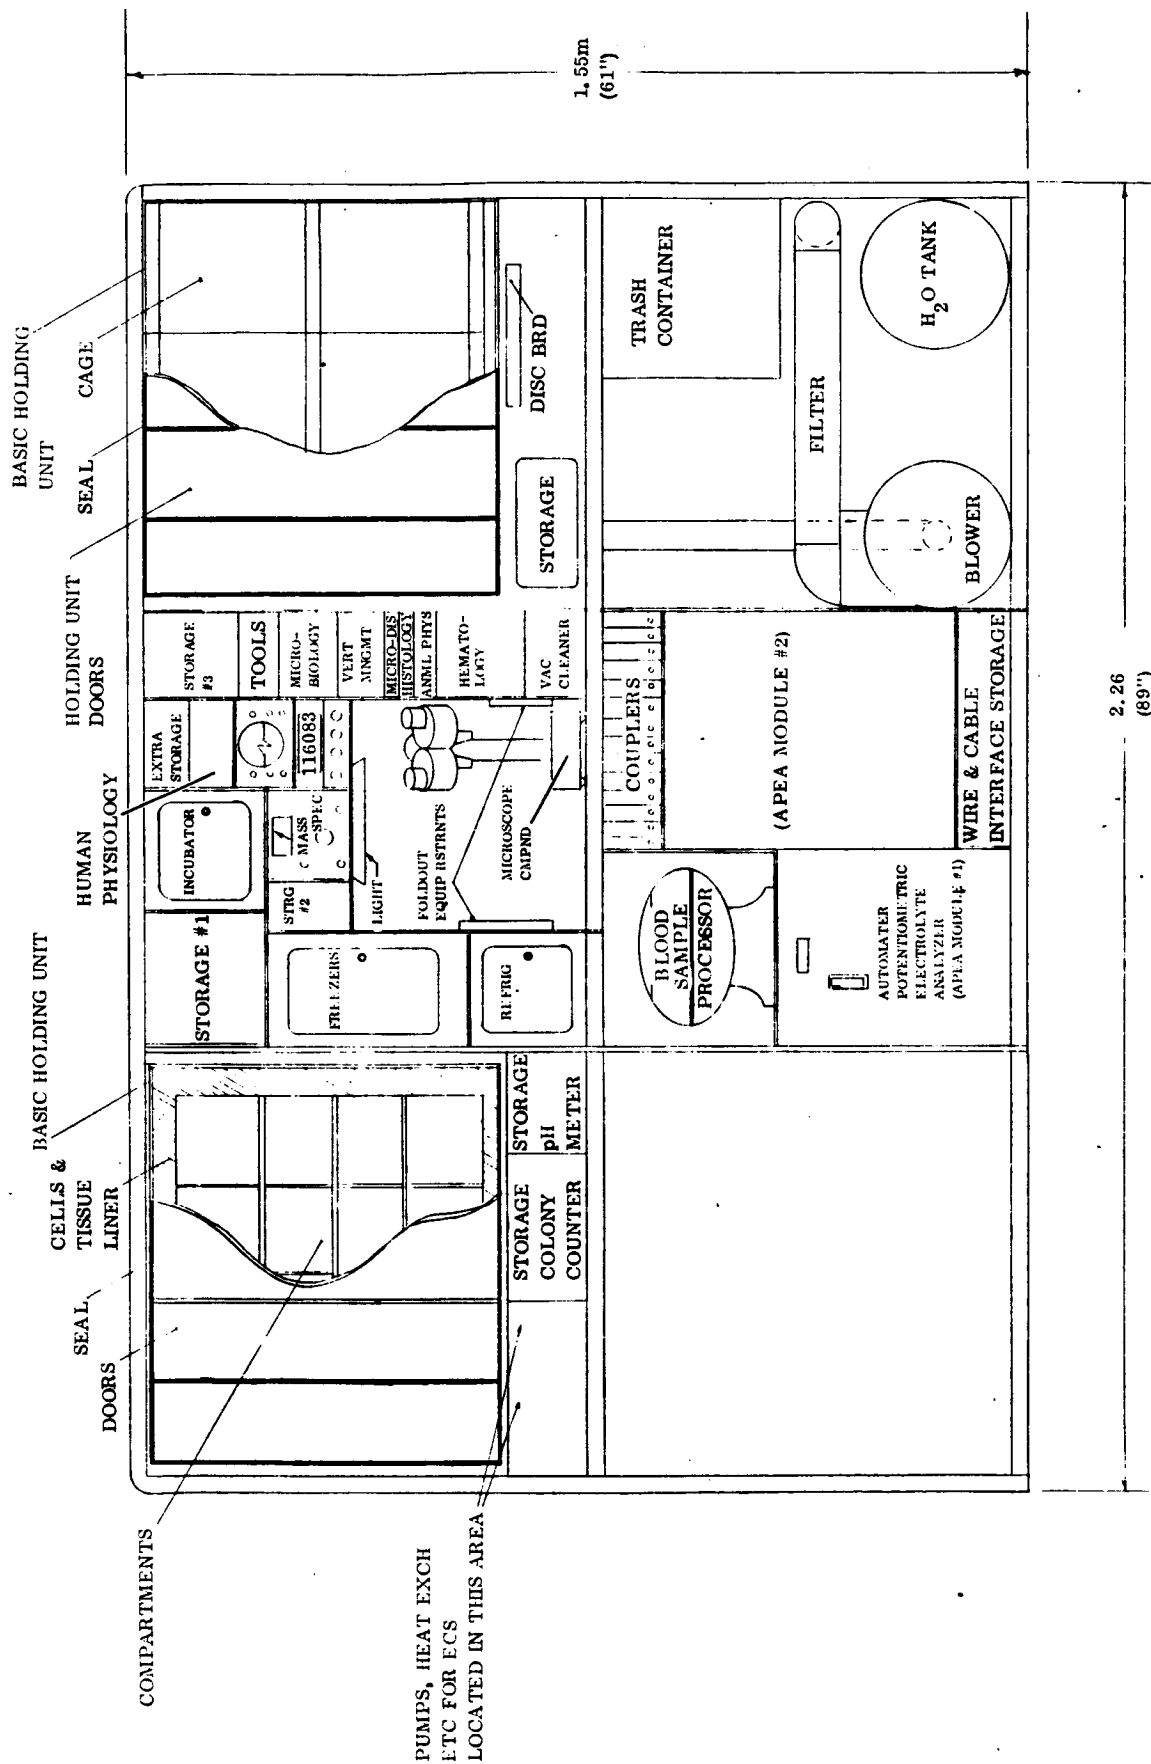 COMPARTMENTS
PUMPS, HEAT EXCH
ETC FOR ECS
LOCATED IN THIS AREA
DOORS
SEAL
CELLS &
TISSUE
LINER
BASIC HOLDING UNIT
HUMAN
PHYSIOLOGY
HOLDING UNIT
DOORS
SEAL
CAGE
BASIC HOLDING
UNIT
STORAGE
COLONY
COUNTER
STORAGE
pH
METER
STORAGE #1
INCUBATOR
EXTRA
STORAGE
STORAGE
#3
TOOLS
MICRO-
BIOLOGY
VERT
MNGMT
MICRO-DIS
HISTOLOGY
ANML PHYS
HEMATO-
LOGY
VAC
CLEANER
116083
MASS
SPEC
STRG
#2
LIGHT
FREEZERS
REFRIG
FOLDOUT
EQUIP RSTRNTS
MICROSCOPE
CMPND
STORAGE
DISC BRD
BLOOD
SAMPLE
PROCESSOR
AUTOMATER
POTENTIOMETRIC
ELECTROLYTE
ANALYZER
(APEA MODULE #1)
COUPLERS
(APEA MODULE #2)
WIRE & CABLE
INTERFACE STORAGE
TRASH
CONTAINER
FILTER
BLOWER
H2O TANK
1.55m
(61")
2.26
(89")